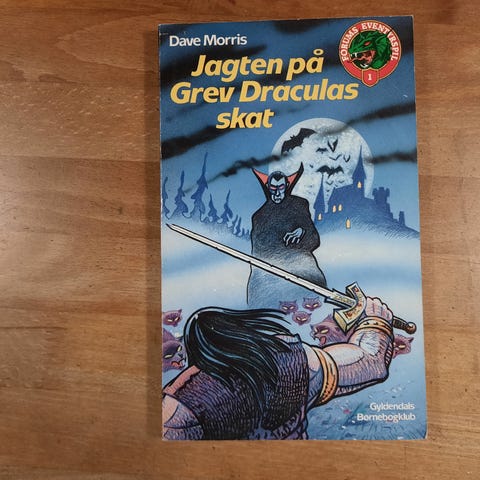 Dave Morris
Jagten på
Grev Draculas
skat
FORUMS EVENTYRSPIL
1
Gyldendals
Børnebogklub